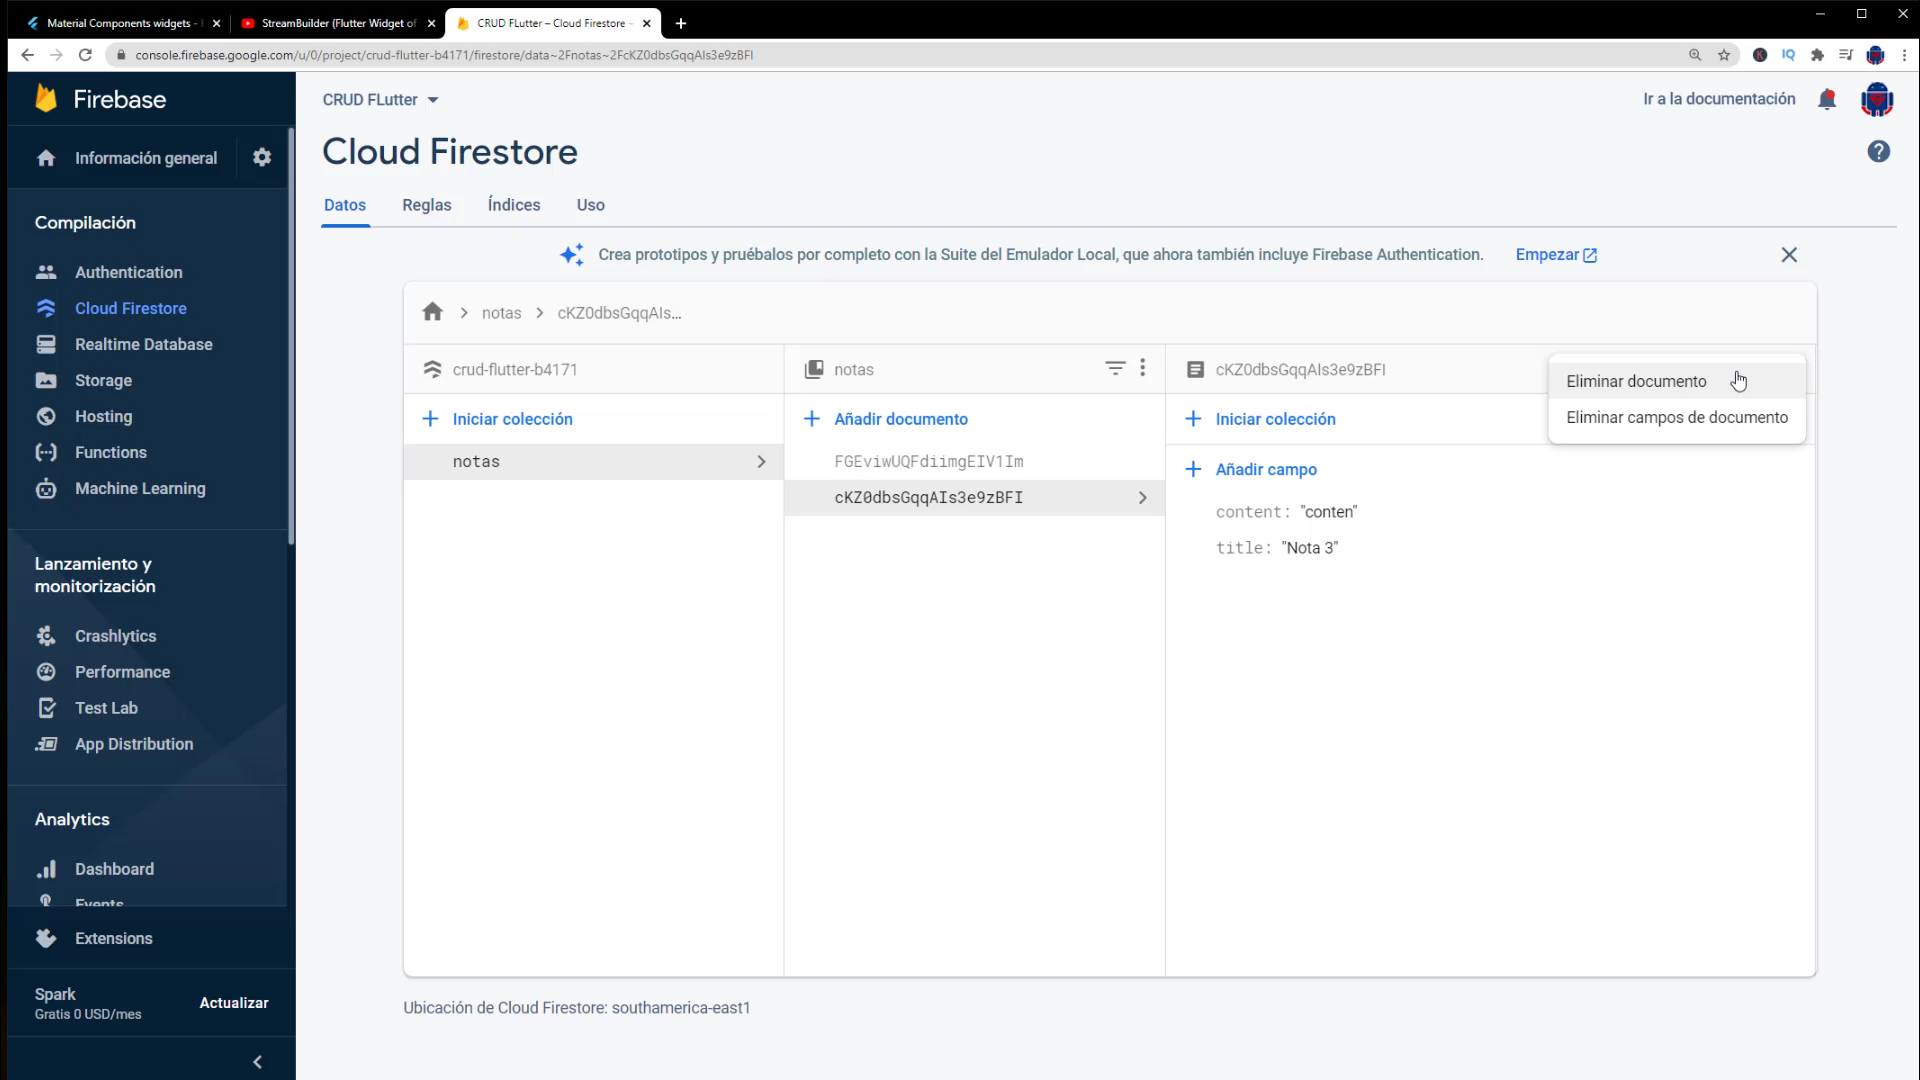 Material Components widgets -
StreamBuilder (Flutter Widget of
CRUD FLutter – Cloud Firestore –
console.firebase.google.com/u/0/project/crud-flutter-b4171/firestore/data~2Fnotas~2FcKZ0dbsGqqAIs3e9zBFI
K
IQ
Firebase
CRUD FLutter
Ir a la documentación
Cloud Firestore
Información general
Datos
Reglas
Índices
Uso
Compilación
Crea prototipos y pruébalos por completo con la Suite del Emulador Local, que ahora también incluye Firebase Authentication.
Empezar
Authentication
Cloud Firestore
Realtime Database
Storage
Hosting
Functions
Machine Learning
notas
cKZ0dbsGqqAIs...
crud-flutter-b4171
notas
cKZ0dbsGqqAIs3e9zBFI
Eliminar documento
Eliminar campos de documento
Iniciar colección
Añadir documento
Iniciar colección
notas
FGEviwUQFdiimgEIV1Im
cKZ0dbsGqqAIs3e9zBFI
Añadir campo
content: "conten"
title: "Nota 3"
Lanzamiento y
monitorización
Crashlytics
Performance
Test Lab
App Distribution
Analytics
Dashboard
Events
Extensions
Spark
Gratis 0 USD/mes
Actualizar
Ubicación de Cloud Firestore: southamerica-east1